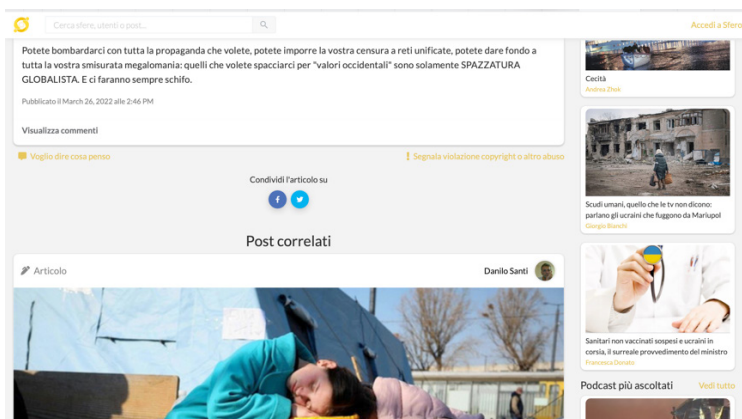 Cerca sfere, utenti o post...
Accedi a Sfero
Potete bombardarci con tutta la propaganda che volete, potete imporre la vostra censura a reti unificate, potete dare fondo a
tutta la vostra smisurata megalomania: quelli che volete spacciarci per "valori occidentali" sono solamente SPAZZATURA
GLOBALISTA. E ci faranno sempre schifo.
Pubblicato il March 26, 2022 alle 2:46 PM
Visualizza commenti
Voglio dire cosa penso
Segnala violazione copyright o altro abuso
Condividi l'articolo su
Post correlati
Articolo
Danilo Santi
Cecità
Andrea Zhok
Scudi umani, quello che le tv non dicono:
parlano gli ucraini che fuggono da Mariupol
Giorgio Bianchi
Sanitari non vaccinati sospesi e ucraini in
corsia, il surreale provvedimento del ministro
Francesca Donato
Podcast più ascoltati
Vedi tutto